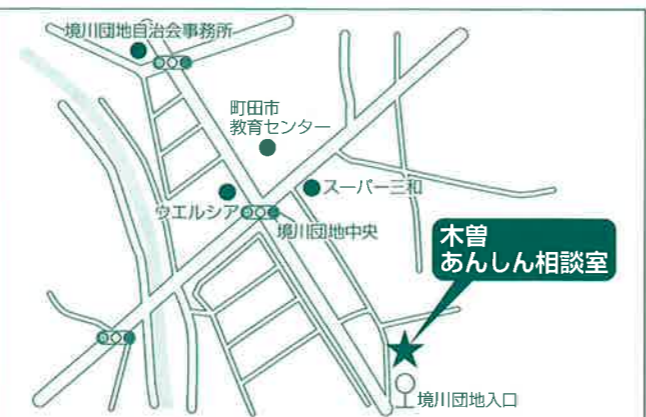 境川団地自治会事務所
町田市
教育センター
スーパー三和
ウエルシア
境川団地中央
木曽
あんしん相談室
境川団地入口